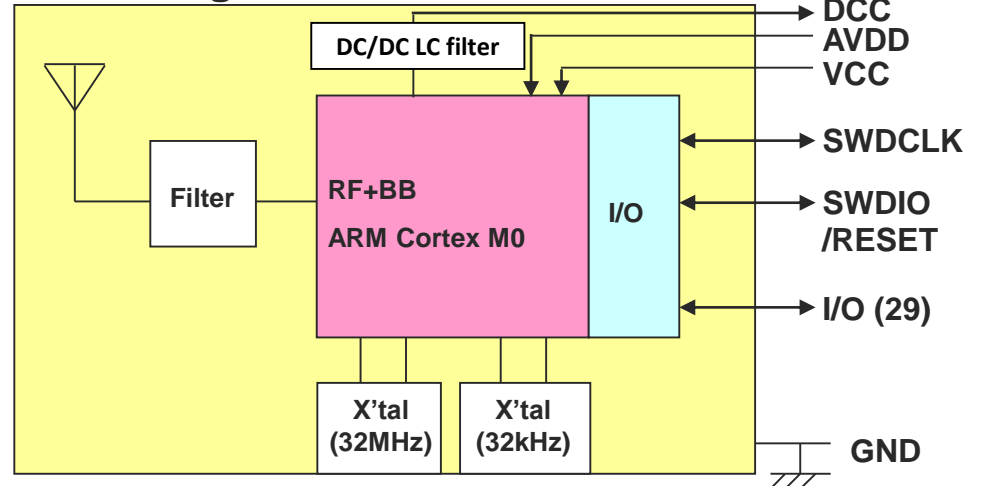 DCC
DC/DC LC filter
AVDD
VCC
SWDCLK
Filter
RF+BB
ARM Cortex M0
I/O
SWDIO
/RESET
I/O (29)
X'tal
(32MHz)
X'tal
(32kHz)
GND